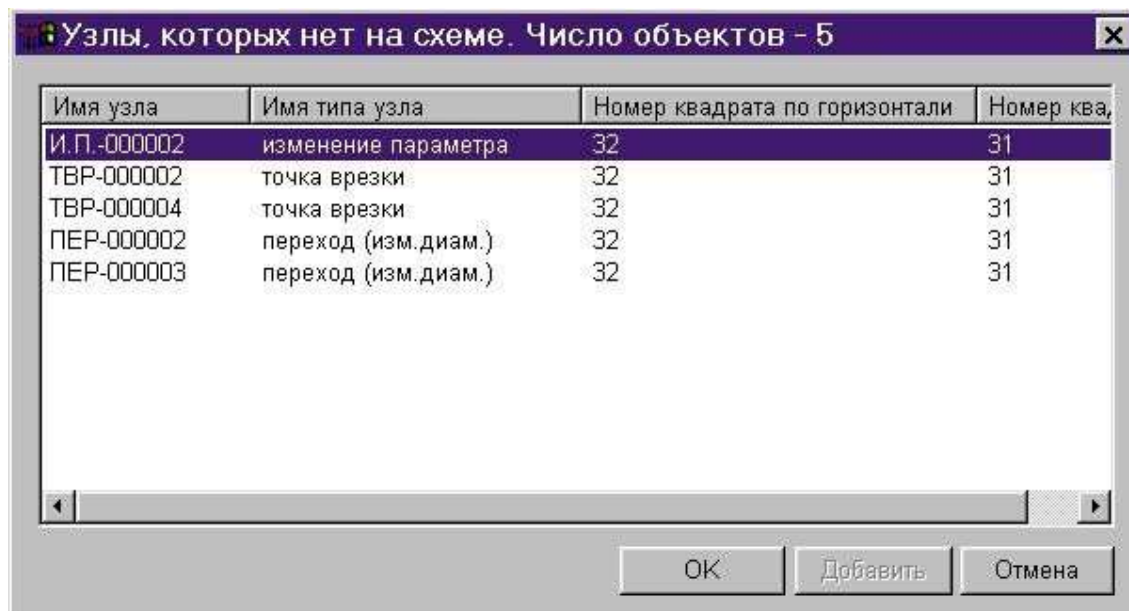 Узлы, которых нет на схеме. Число объектов - 5
Имя узла Имя типа узла Номер квадрата по горизонтали Номер ква
И.П.-000002 изменение параметра 32 31
ТВР-000002 точка врезки 32 31
ТВР-000004 точка врезки 32 31
ПЕР-000002 переход (изм.диам.) 32 31
ПЕР-000003 переход (изм.диам.) 32 31
OK Добавить Отмена